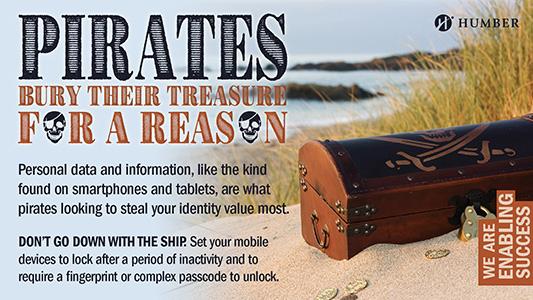 PIRATES
HUMBER
BURY THEIR TREASURE
FOR A REASON
Personal data and information, like the kind
found on smartphones and tablets, are what
pirates looking to steal your identity value most.
DON'T GO DOWN WITH THE SHIP. Set your mobile
devices to lock after a period of inactivity and to
require a fingerprint or complex passcode to unlock.
WE ARE
ENABLING
SUCCESS